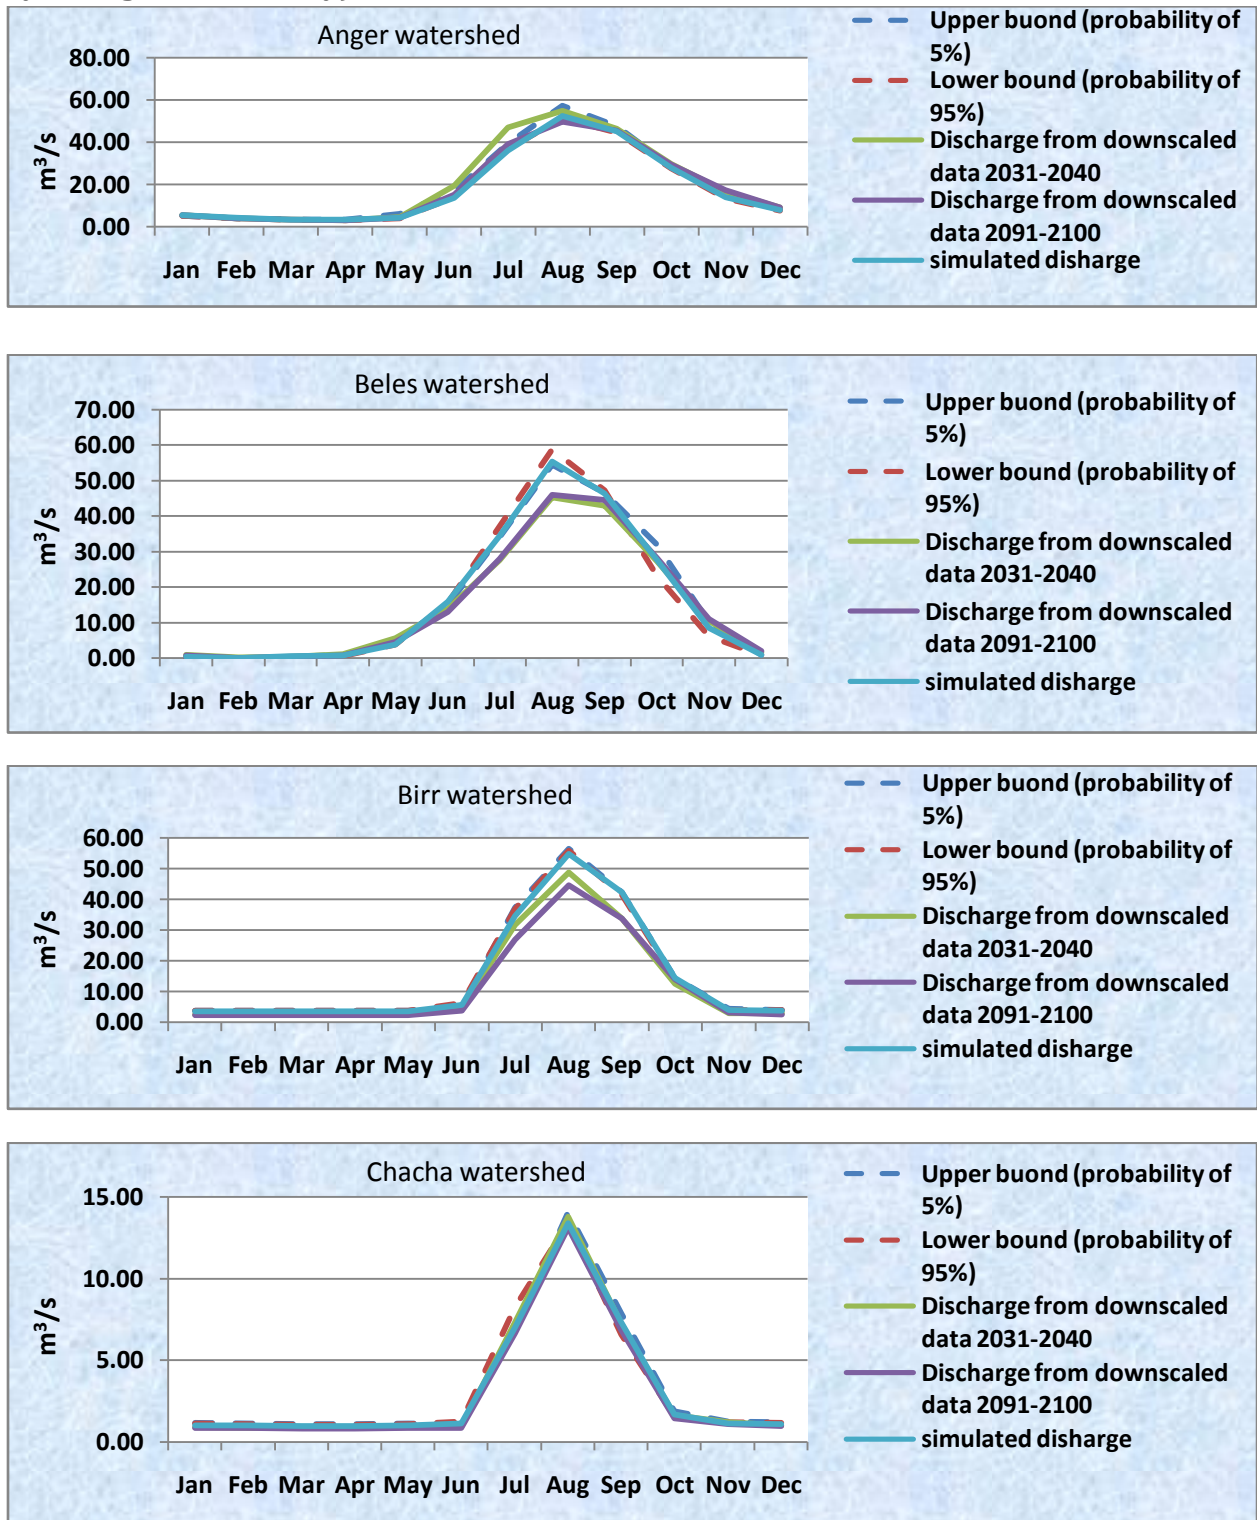 Anger watershed
80.00
60.00
40.00
20.00
0.00
m³/s
Jan Feb Mar Apr May Jun Jul Aug Sep Oct Nov Dec
Upper buond (probability of
5%)
Lower bound (probability of
95%)
Discharge from downscaled
data 2031-2040
Discharge from downscaled
data 2091-2100
simulated disharge
Beles watershed
70.00
60.00
50.00
40.00
30.00
20.00
10.00
0.00
m³/s
Jan Feb Mar Apr May Jun Jul Aug Sep Oct Nov Dec
Upper buond (probability of
5%)
Lower bound (probability of
95%)
Discharge from downscaled
data 2031-2040
Discharge from downscaled
data 2091-2100
simulated disharge
Birr watershed
60.00
50.00
40.00
30.00
20.00
10.00
0.00
m³/s
Jan Feb Mar Apr May Jun Jul Aug Sep Oct Nov Dec
Upper buond (probability of
5%)
Lower bound (probability of
95%)
Discharge from downscaled
data 2031-2040
Discharge from downscaled
data 2091-2100
simulated disharge
Chacha watershed
15.00
10.00
5.00
0.00
m³/s
Jan Feb Mar Apr May Jun Jul Aug Sep Oct Nov Dec
Upper buond (probability of
5%)
Lower bound (probability of
95%)
Discharge from downscaled
data 2031-2040
Discharge from downscaled
data 2091-2100
simulated disharge